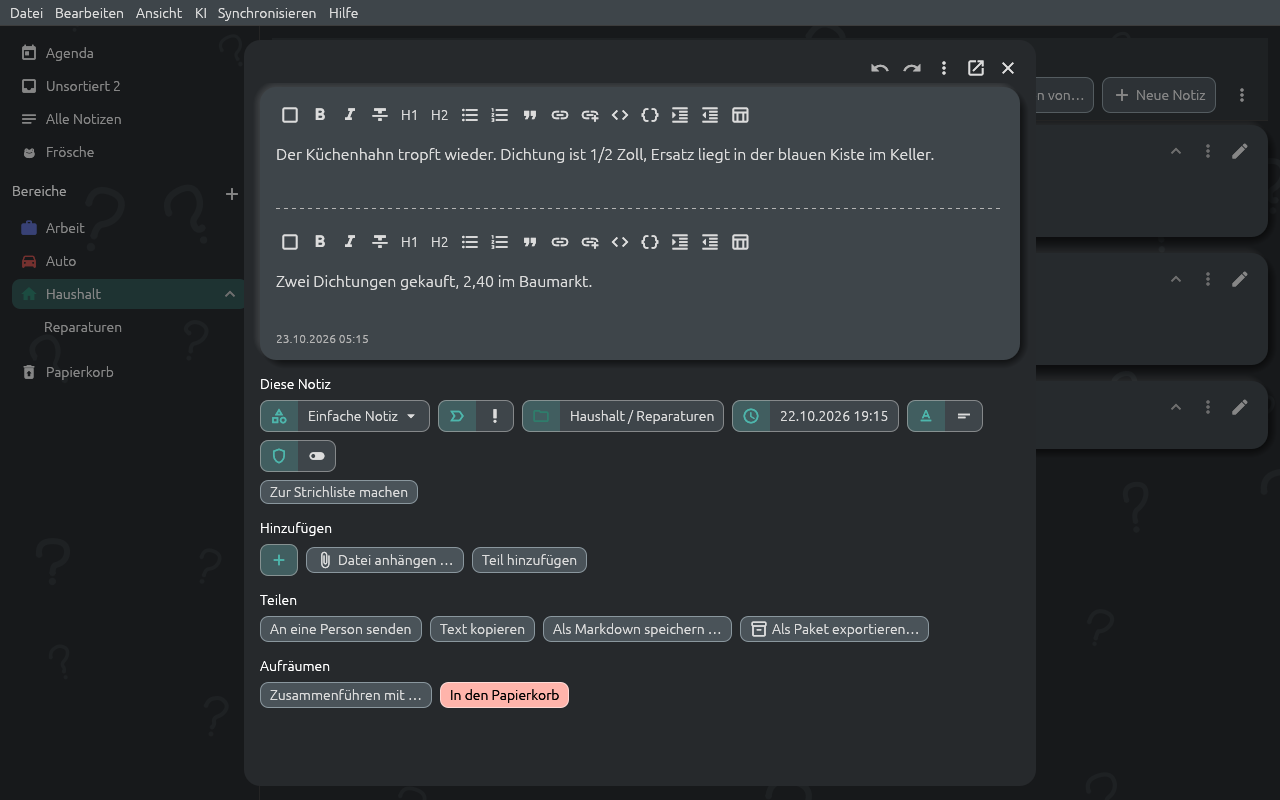 Datei Bearbeiten Ansicht KI Synchronisieren Hilfe
Agenda
Unsortiert 2
Alle Notizen
Frösche
Bereiche
Arbeit
Auto
Haushalt
Reparaturen
Papierkorb
n von…
Neue Notiz
H1 H2
Der Küchenhahn tropft wieder. Dichtung ist 1/2 Zoll, Ersatz liegt in der blauen Kiste im Keller.
H1 H2
Zwei Dichtungen gekauft, 2,40 im Baumarkt.
23.10.2026 05:15
Diese Notiz
Einfache Notiz
Haushalt / Reparaturen
22.10.2026 19:15
Zur Strichliste machen
Hinzufügen
Datei anhängen …
Teil hinzufügen
Teilen
An eine Person senden
Text kopieren
Als Markdown speichern …
Als Paket exportieren…
Aufräumen
Zusammenführen mit …
In den Papierkorb